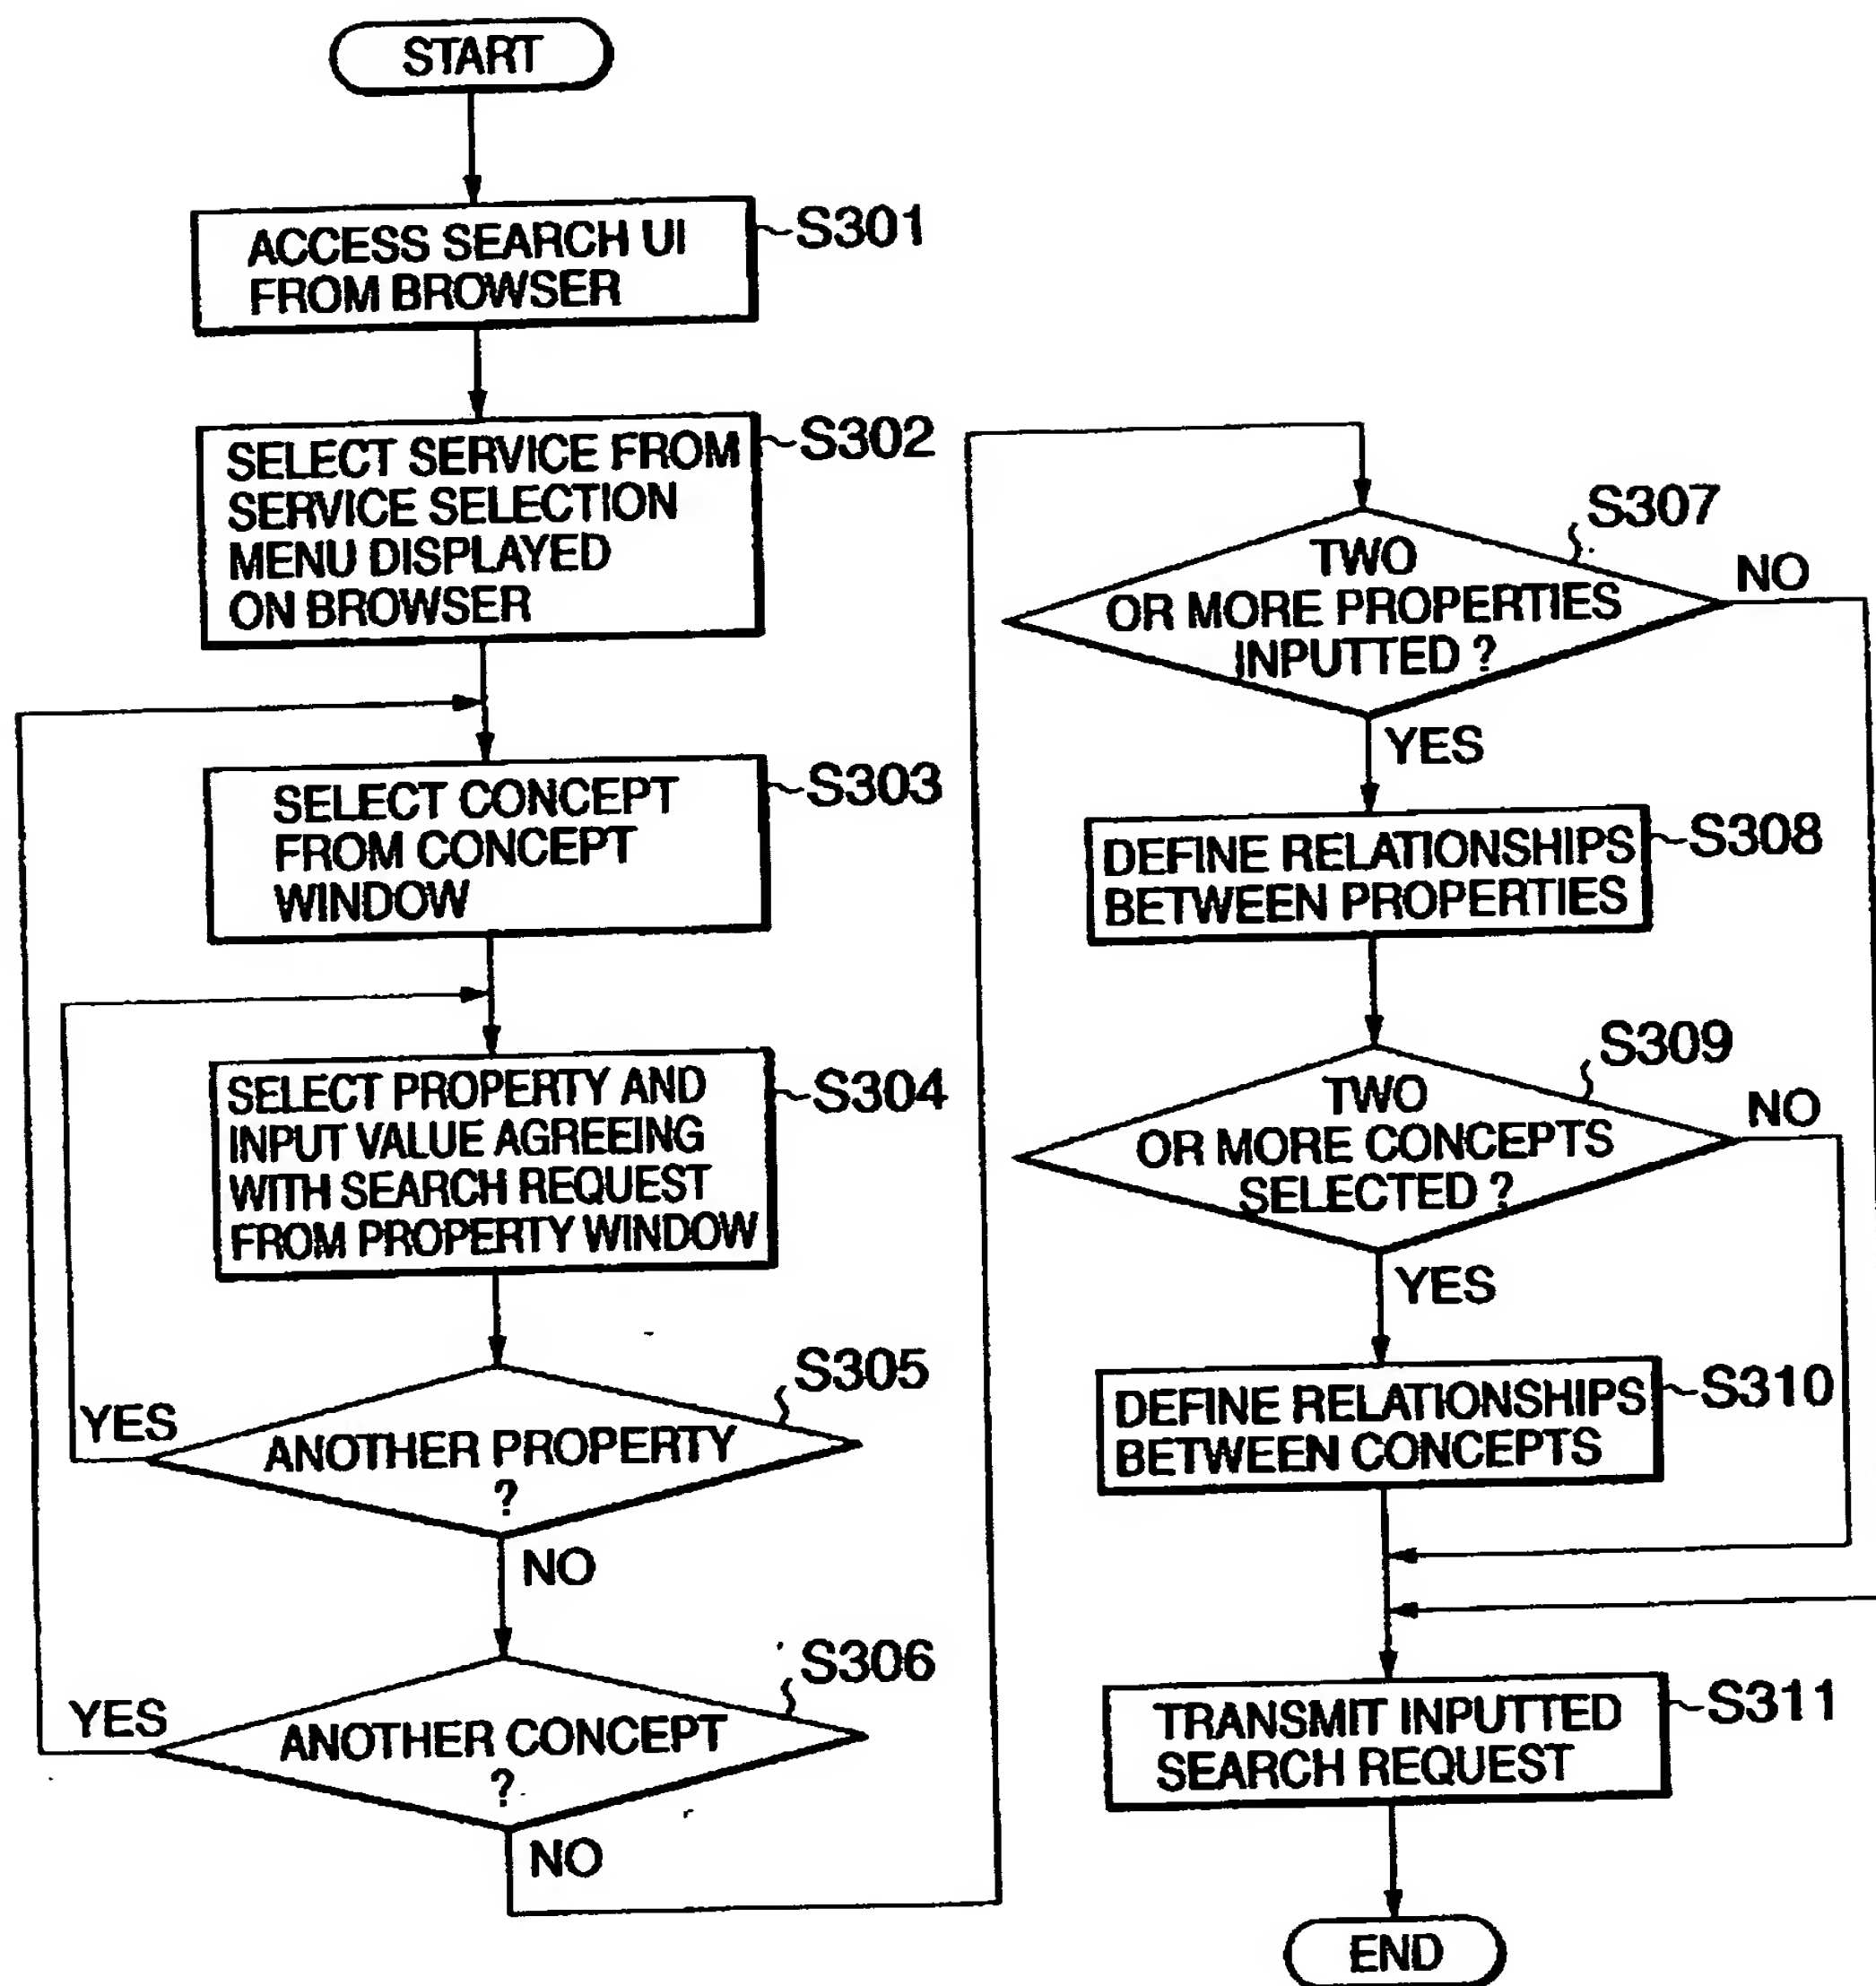 START
ACCESS SEARCH UI
FROM BROWSER
S301
SELECT SERVICE FROM
SERVICE SELECTION
MENU DISPLAYED
ON BROWSER
S302
SELECT CONCEPT
FROM CONCEPT
WINDOW
S303
SELECT PROPERTY AND
INPUT VALUE AGREEING
WITH SEARCH REQUEST
FROM PROPERTY WINDOW
S304
S305
YES
ANOTHER PROPERTY
?
NO
S306
YES
ANOTHER CONCEPT
?
NO
S307
TWO
OR MORE PROPERTIES
INPUTTED ?
NO
YES
DEFINE RELATIONSHIPS
BETWEEN PROPERTIES
S308
S309
TWO
OR MORE CONCEPTS
SELECTED ?
NO
YES
DEFINE RELATIONSHIPS
BETWEEN CONCEPTS
S310
TRANSMIT INPUTTED
SEARCH REQUEST
S311
END